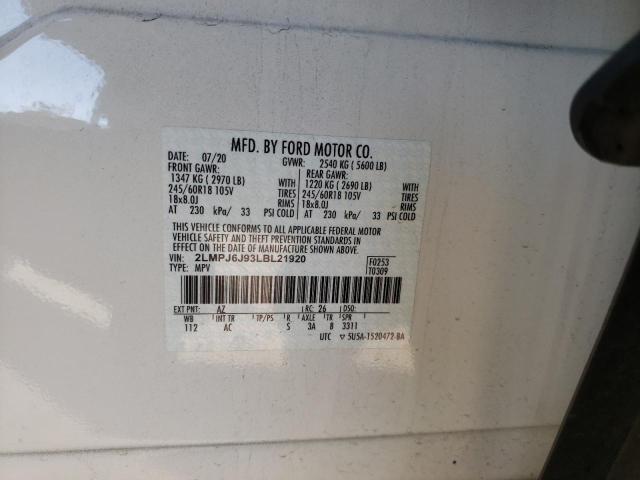 MFD. BY FORD MOTOR CO.
DATE: 07/20 GVWR: 2540 KG ( 5600 LB)
FRONT GAWR: REAR GAWR:
1347 KG ( 2970 LB) WITH 1220 KG ( 2690 LB) WITH
245/60R18 105V TIRES 245/60R18 105V TIRES
18x8.0J RIMS 18x8.0J RIMS
AT 230 kPa/ 33 PSI COLD AT 230 kPa/ 33 PSI COLD
THIS VEHICLE CONFORMS TO ALL APPLICABLE FEDERAL MOTOR
VEHICLE SAFETY AND THEFT PREVENTION STANDARDS IN
EFFECT ON THE DATE OF MANUFACTURE SHOWN ABOVE.
VIN: 2LMPJ6J93LBL21920 F0253
TYPE: MPV T0309
EXT PNT: AZ RC: 26 DSO:
WB INT TR TP/PS R AXLE TR SPR
112 AC S 3A 8 3311
UTC ▽ 5U5A-1520472-BA